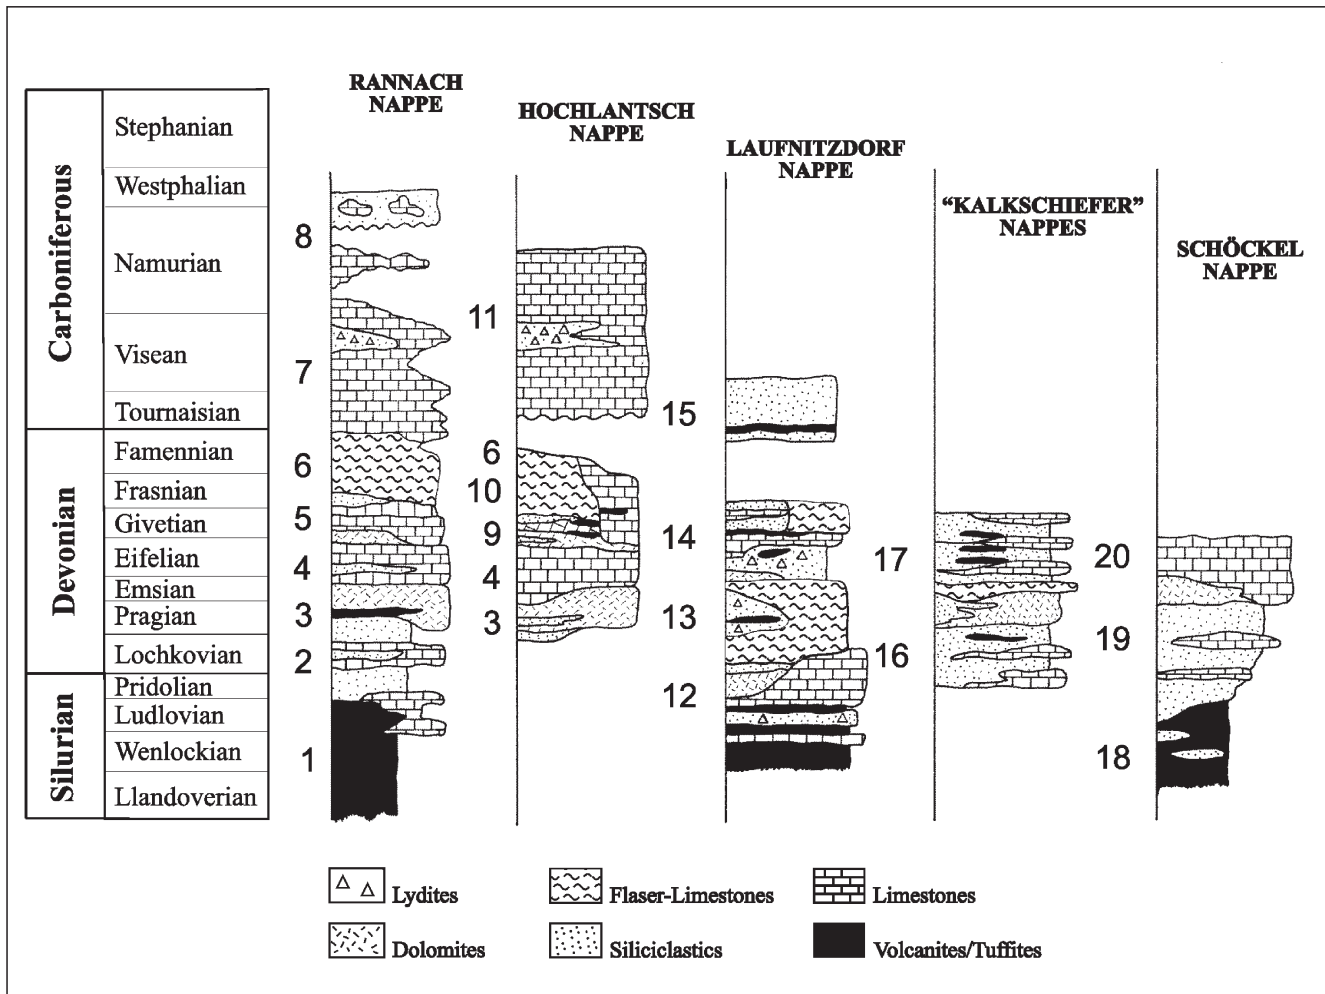 RANNACH
NAPPE
HOCHLANTSCH
NAPPE
LAUFNITZDORF
NAPPE
“KALKSCHIEFER”
NAPPES
SCHÖCKEL
NAPPE
Carboniferous
Stephanian
Westphalian
Namurian
Visean
Tournaisian
Devonian
Famennian
Frasnian
Givetian
Eifelian
Emsian
Pragian
Lochkovian
Silurian
Pridolian
Ludlovian
Wenlockian
Llandoverian
8
7
6
5
4
3
2
1
11
6
10
9
4
3
15
14
13
12
17
16
20
19
18
Lydites
Flaser-Limestones
Limestones
Dolomites
Siliciclastics
Volcanites/Tuffites